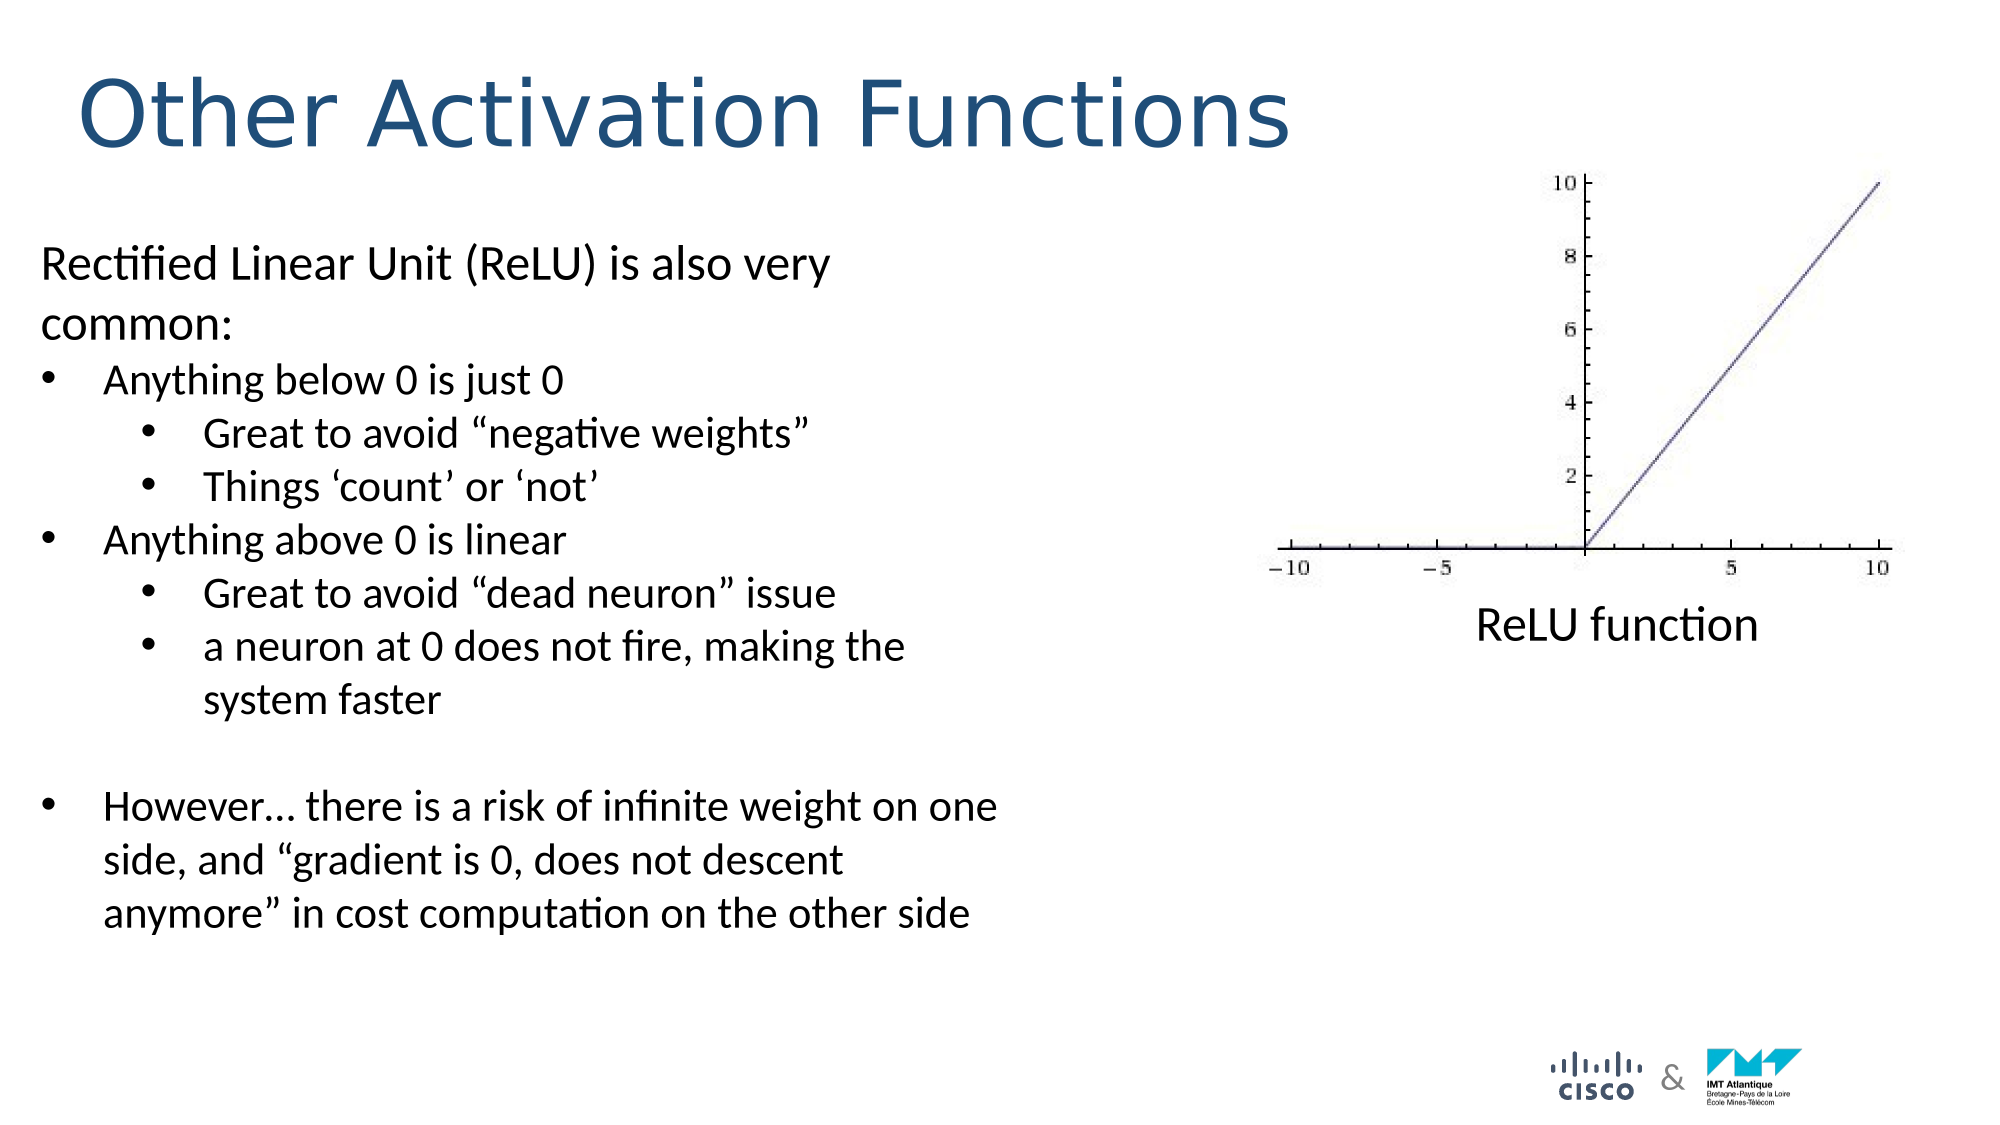 Other Activation Functions
Rectified Linear Unit (ReLU) is also very
common:
• Anything below 0 is just 0
• Great to avoid “negative weights”
• Things ‘count’ or ‘not’
• Anything above 0 is linear
• Great to avoid “dead neuron” issue
• a neuron at 0 does not fire, making the
system faster
• However... there is a risk of infinite weight on one
side, and “gradient is 0, does not descent
anymore” in cost computation on the other side
10
8
6
4
2
−10 −5 5 10
ReLU function
CISCO
&
IMT Atlantique
Bretagne-Pays de la Loire
École Mines-Télécom